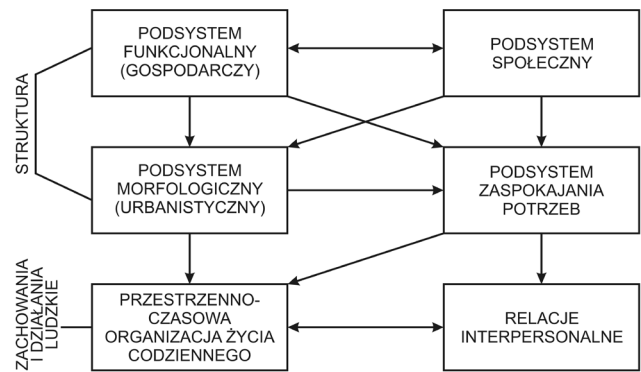 PODSYSTEM
FUNKCJONALNY
(GOSPODARCZY)
PODSYSTEM
SPOŁECZNY
STRUKTURA
PODSYSTEM
MORFOLOGICZNY
(URBANISTYCZNY)
PODSYSTEM
ZASPOKAJANIA
POTRZEB
ZACHOWANIA
I DZIAŁANIA
LUDZKIE
PRZESTRZENNO-
CZASOWA
ORGANIZACJA ŻYCIA
CODZIENNEGO
RELACJE
INTERPERSONALNE